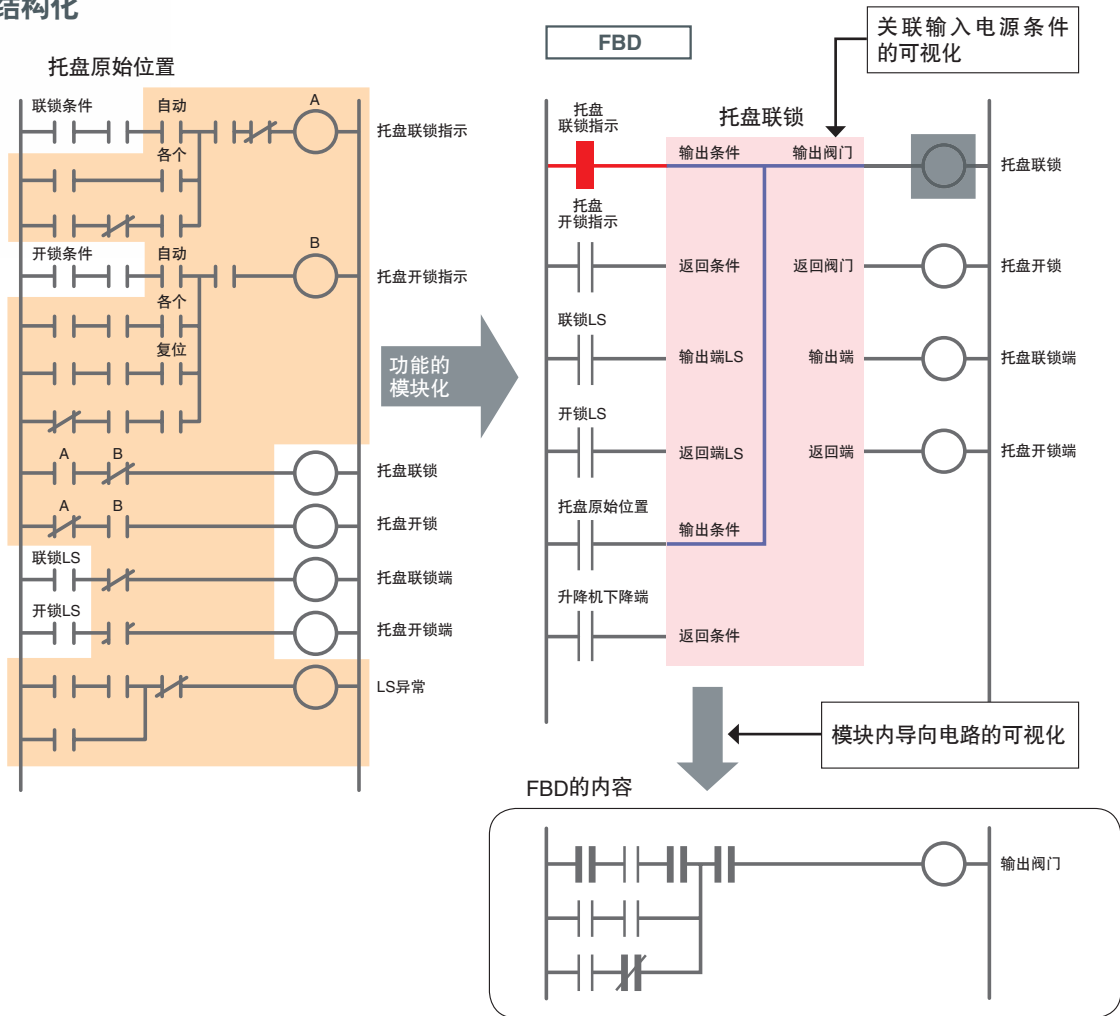 结构化
托盘原始位置
联锁条件
自动
A
托盘联锁指示
各个
开锁条件
自动
B
托盘开锁指示
各个
复位
A
B
托盘联锁
A
B
托盘开锁
联锁LS
托盘联锁端
开锁LS
托盘开锁端
LS异常
功能的
模块化
FBD
关联输入电源条件
的可视化
托盘
联锁指示
托盘联锁
输出条件
输出阀门
托盘联锁
托盘
开锁指示
返回条件
返回阀门
托盘开锁
联锁LS
输出端LS
输出端
托盘联锁端
开锁LS
返回端LS
返回端
托盘开锁端
托盘原始位置
输出条件
升降机下降端
返回条件
模块内导向电路的可视化
FBD的内容
输出阀门